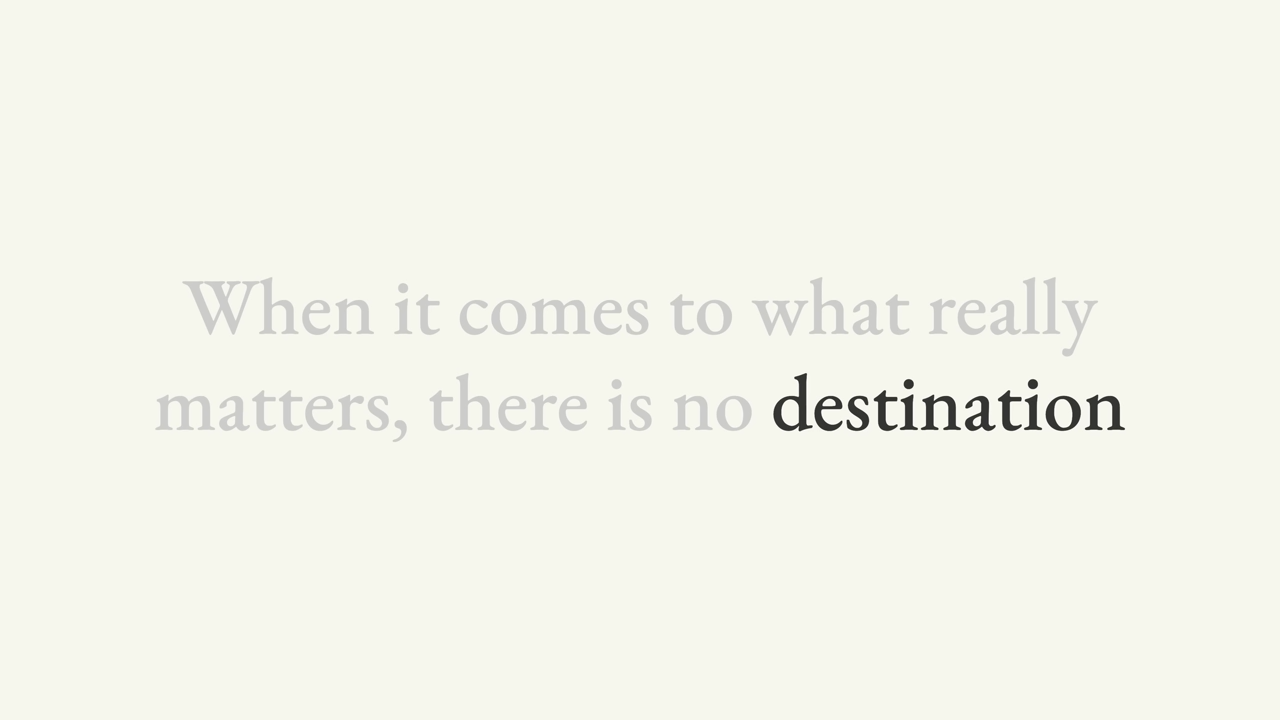 When it comes to what really
matters, there is no destination